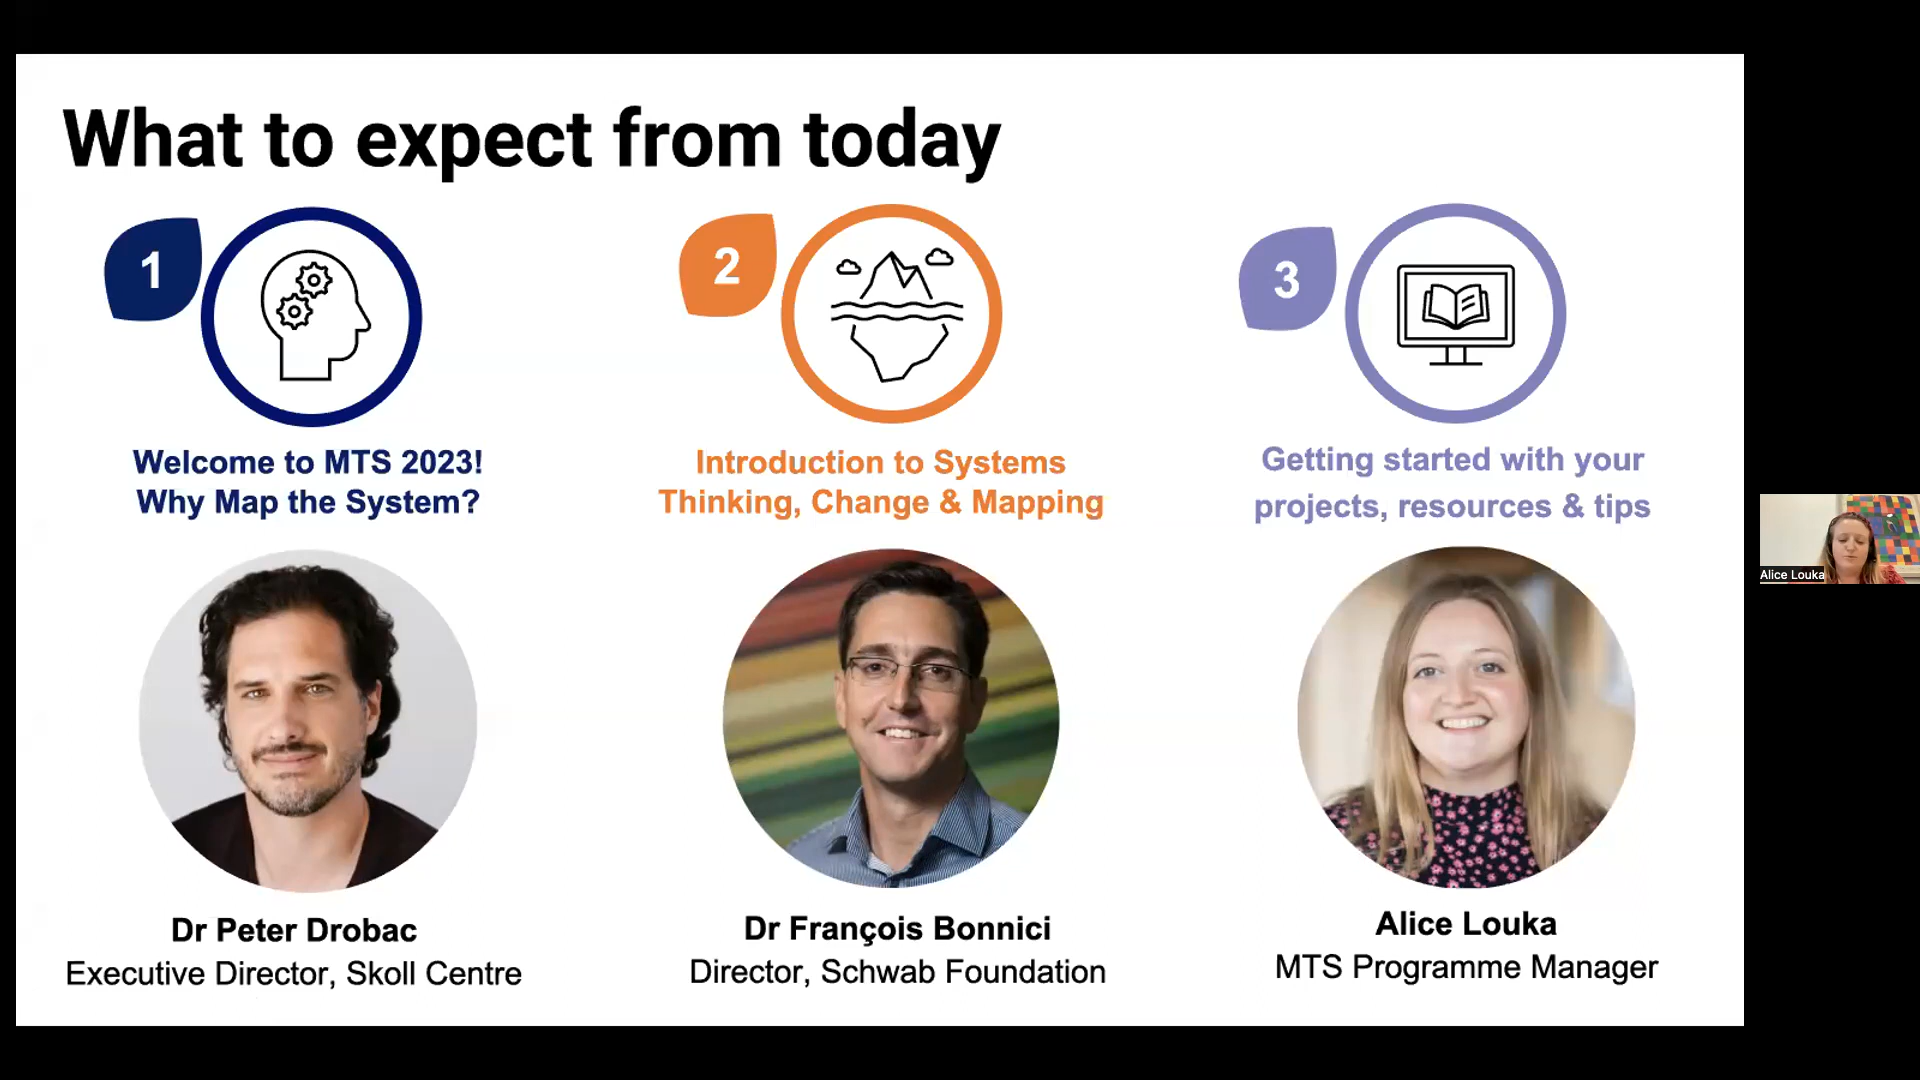 What to expect from today
1
Welcome to MTS 2023!
Why Map the System?
Dr Peter Drobac
Executive Director, Skoll Centre
2
Introduction to Systems
Thinking, Change & Mapping
Dr François Bonnici
Director, Schwab Foundation
3
Getting started with your
projects, resources & tips
Alice Louka
MTS Programme Manager
Alice Louka